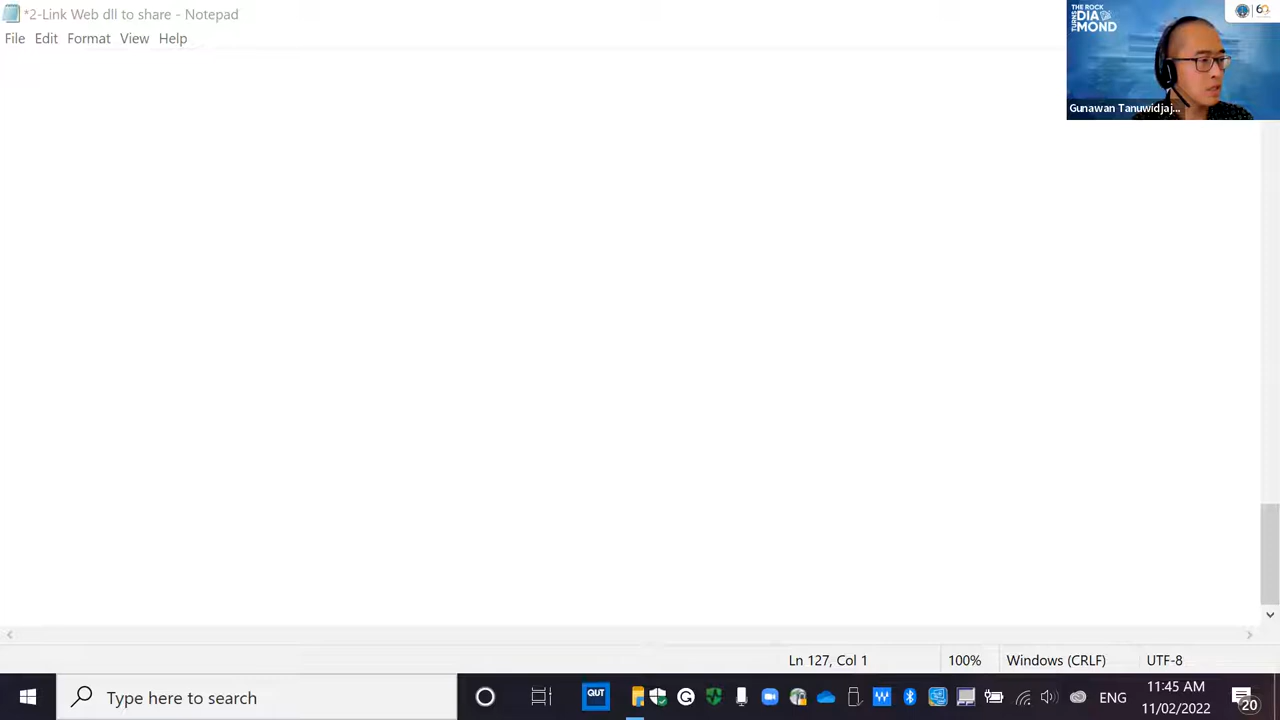 *2-Link Web dll to share - Notepad
File Edit Format View Help
THE ROCK
TURNS DIA
MOND
60
Gunawan Tanuwidjaj...
Ln 127, Col 1
100%
Windows (CRLF)
UTF-8
Type here to search
QUT
G
W
ENG
11:45 AM
11/02/2022
20